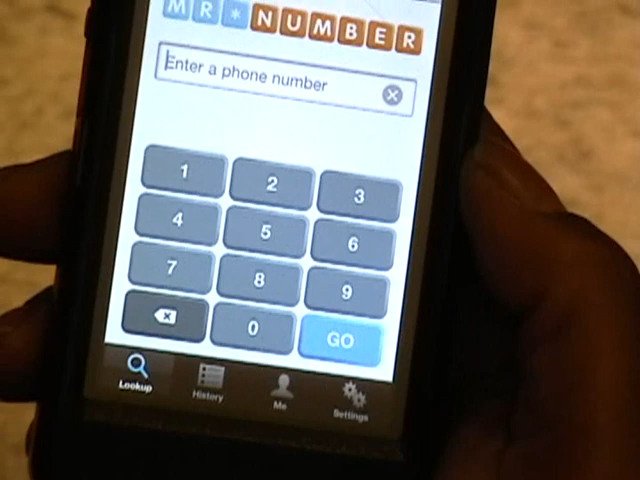 MR * NUMBER
Enter a phone number
1 2 3
4 5 6
7 8 9
0 GO
Lookup History Me Settings